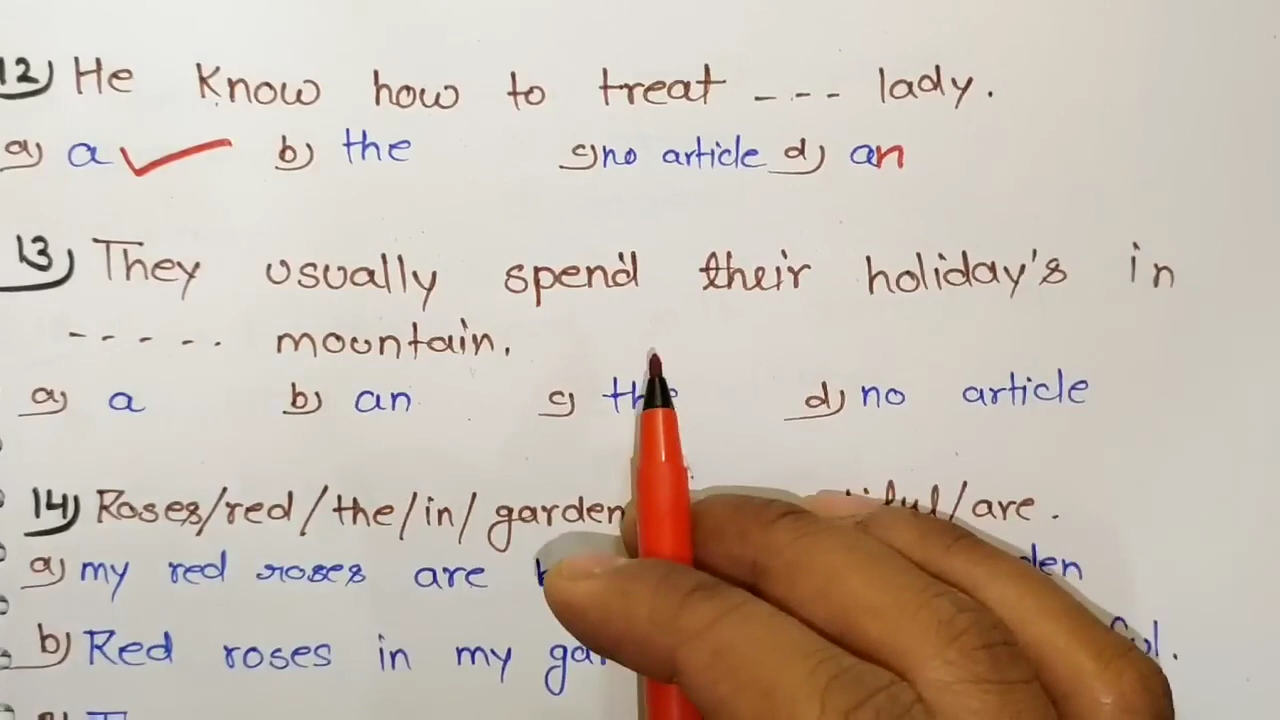 12) He Know how to treat --- lady.
a) a b) the c) no article d) an
13) They usually spend their holiday's in
----- mountain.
a) a b) an c) the d) no article
14) Roses/red/the/in/garden /are.
a) my red roses are
b) Red roses in my